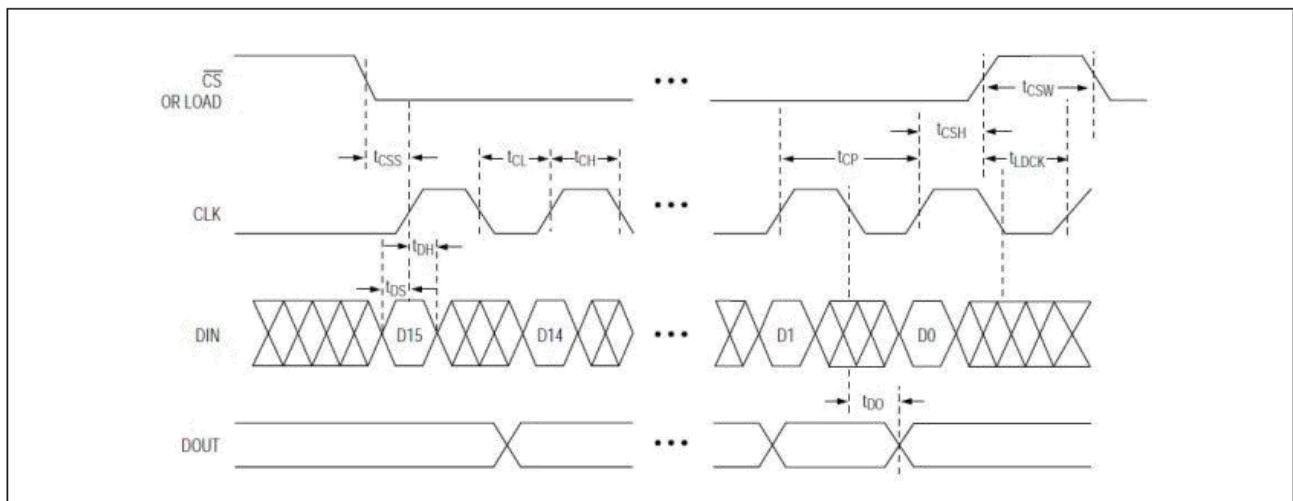 CS
OR LOAD
tCSS
tCL
tCH
•••
tCP
tCSH
tCSW
tLDCK
CLK
•••
tDH
tDS
DIN
D15
D14
•••
D1
D0
tDO
DOUT
•••